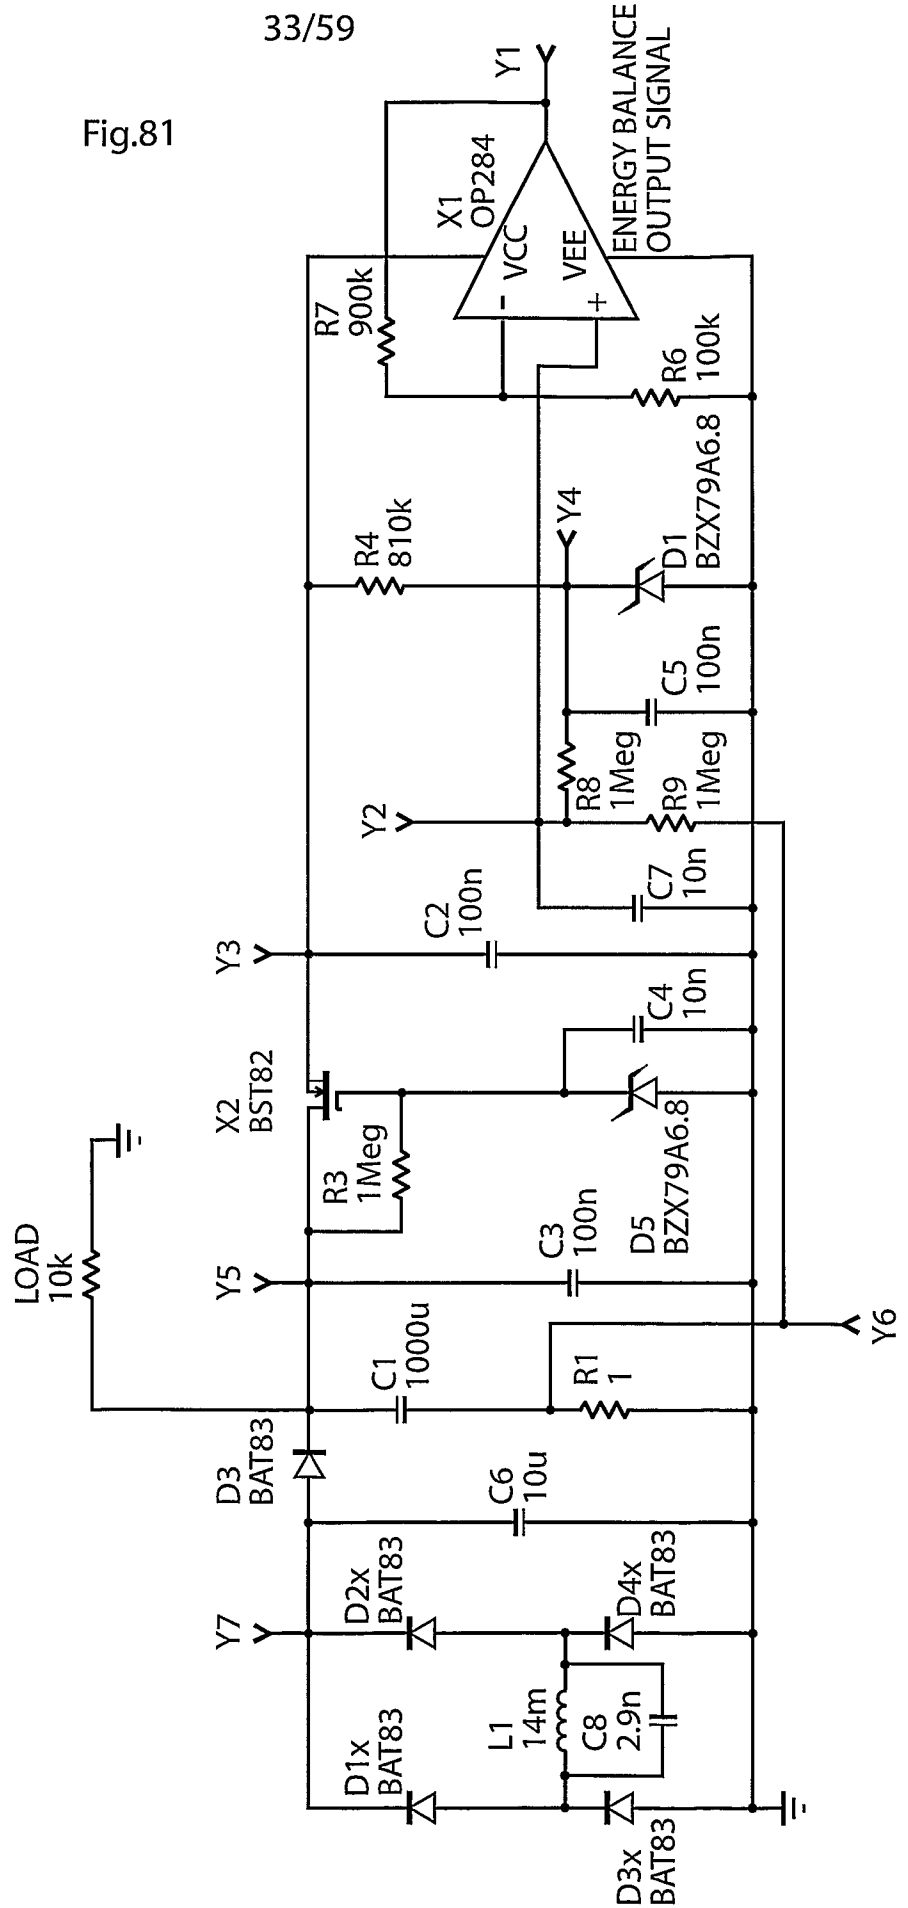 33/59
Fig.81
Y1
ENERGY BALANCE
OUTPUT SIGNAL
X1
OP284
VCC
VEE
-
+
R7
900k
R6
100k
R4
810k
Y4
D1
BZX79A6.8
C5
100n
R8
1Meg
R9
1Meg
Y2
C7
10n
C2
100n
Y3
C4
10n
X2
BST82
R3
1Meg
D5
BZX79A6.8
C3
100n
LOAD
10k
Y5
Y6
C1
1000u
R1
1
D3
BAT83
C6
10u
D2x
BAT83
D4x
BAT83
Y7
L1
14m
C8
2.9n
D1x
BAT83
D3x
BAT83